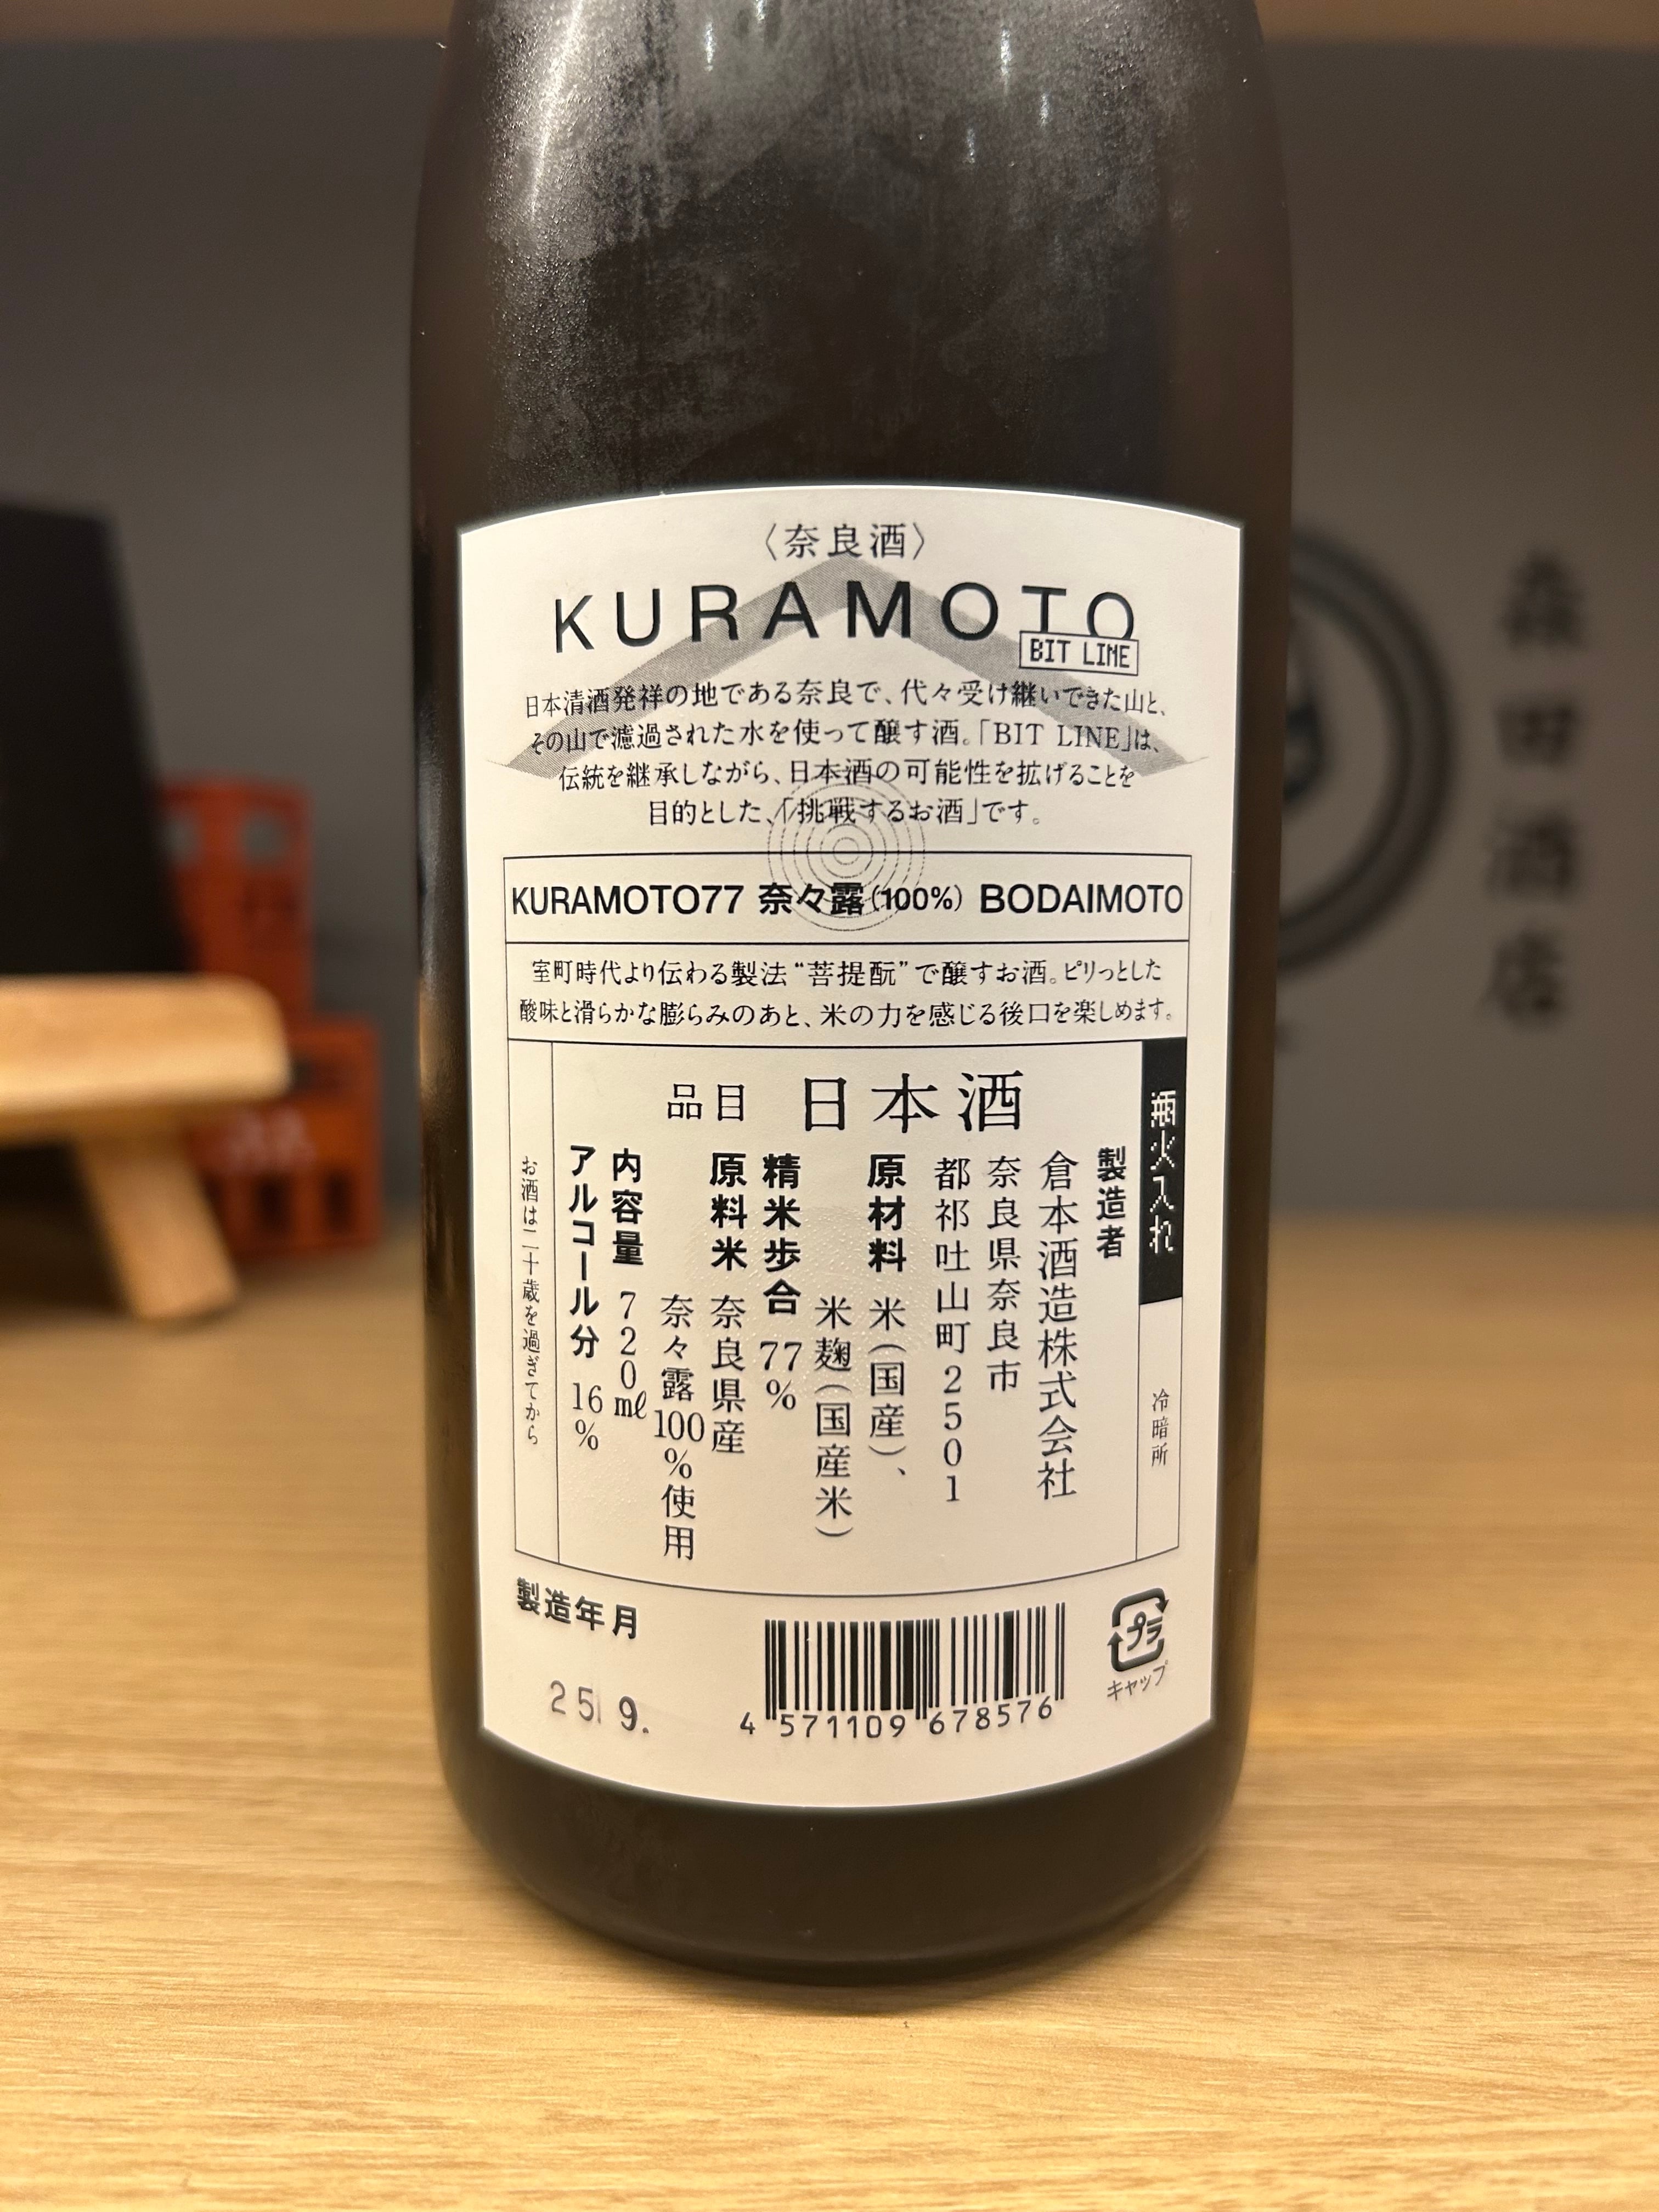 〈奈良酒〉
KURAMOTO
BIT LINE
日本清酒発祥の地である奈良で、代々受け継いできた山と、
その山で濾過された水を使って醸す酒。「BIT LINE」は、
伝統を継承しながら、日本酒の可能性を拡げることを
目的とした、「挑戦するお酒」です。
KURAMOTO77 奈々露(100%) BODAIMOTO
室町時代より伝わる製法“菩提酛”で醸すお酒。ピリっとした
酸味と滑らかな膨らみのあと、米の力を感じる後口を楽しめます。
品目 日本酒
瓶火入れ
冷暗所
製造者
倉本酒造株式会社
奈良県奈良市
都祁吐山町2501
原材料 米(国産)、
米麹(国産米)
精米歩合 77%
原料米 奈良県産
奈々露100%使用
内容量 720㎖
アルコール分 16%
お酒は二十歳を過ぎてから
製造年月
25 9.
4 571109 678576
プラ
キャップ
森田酒店